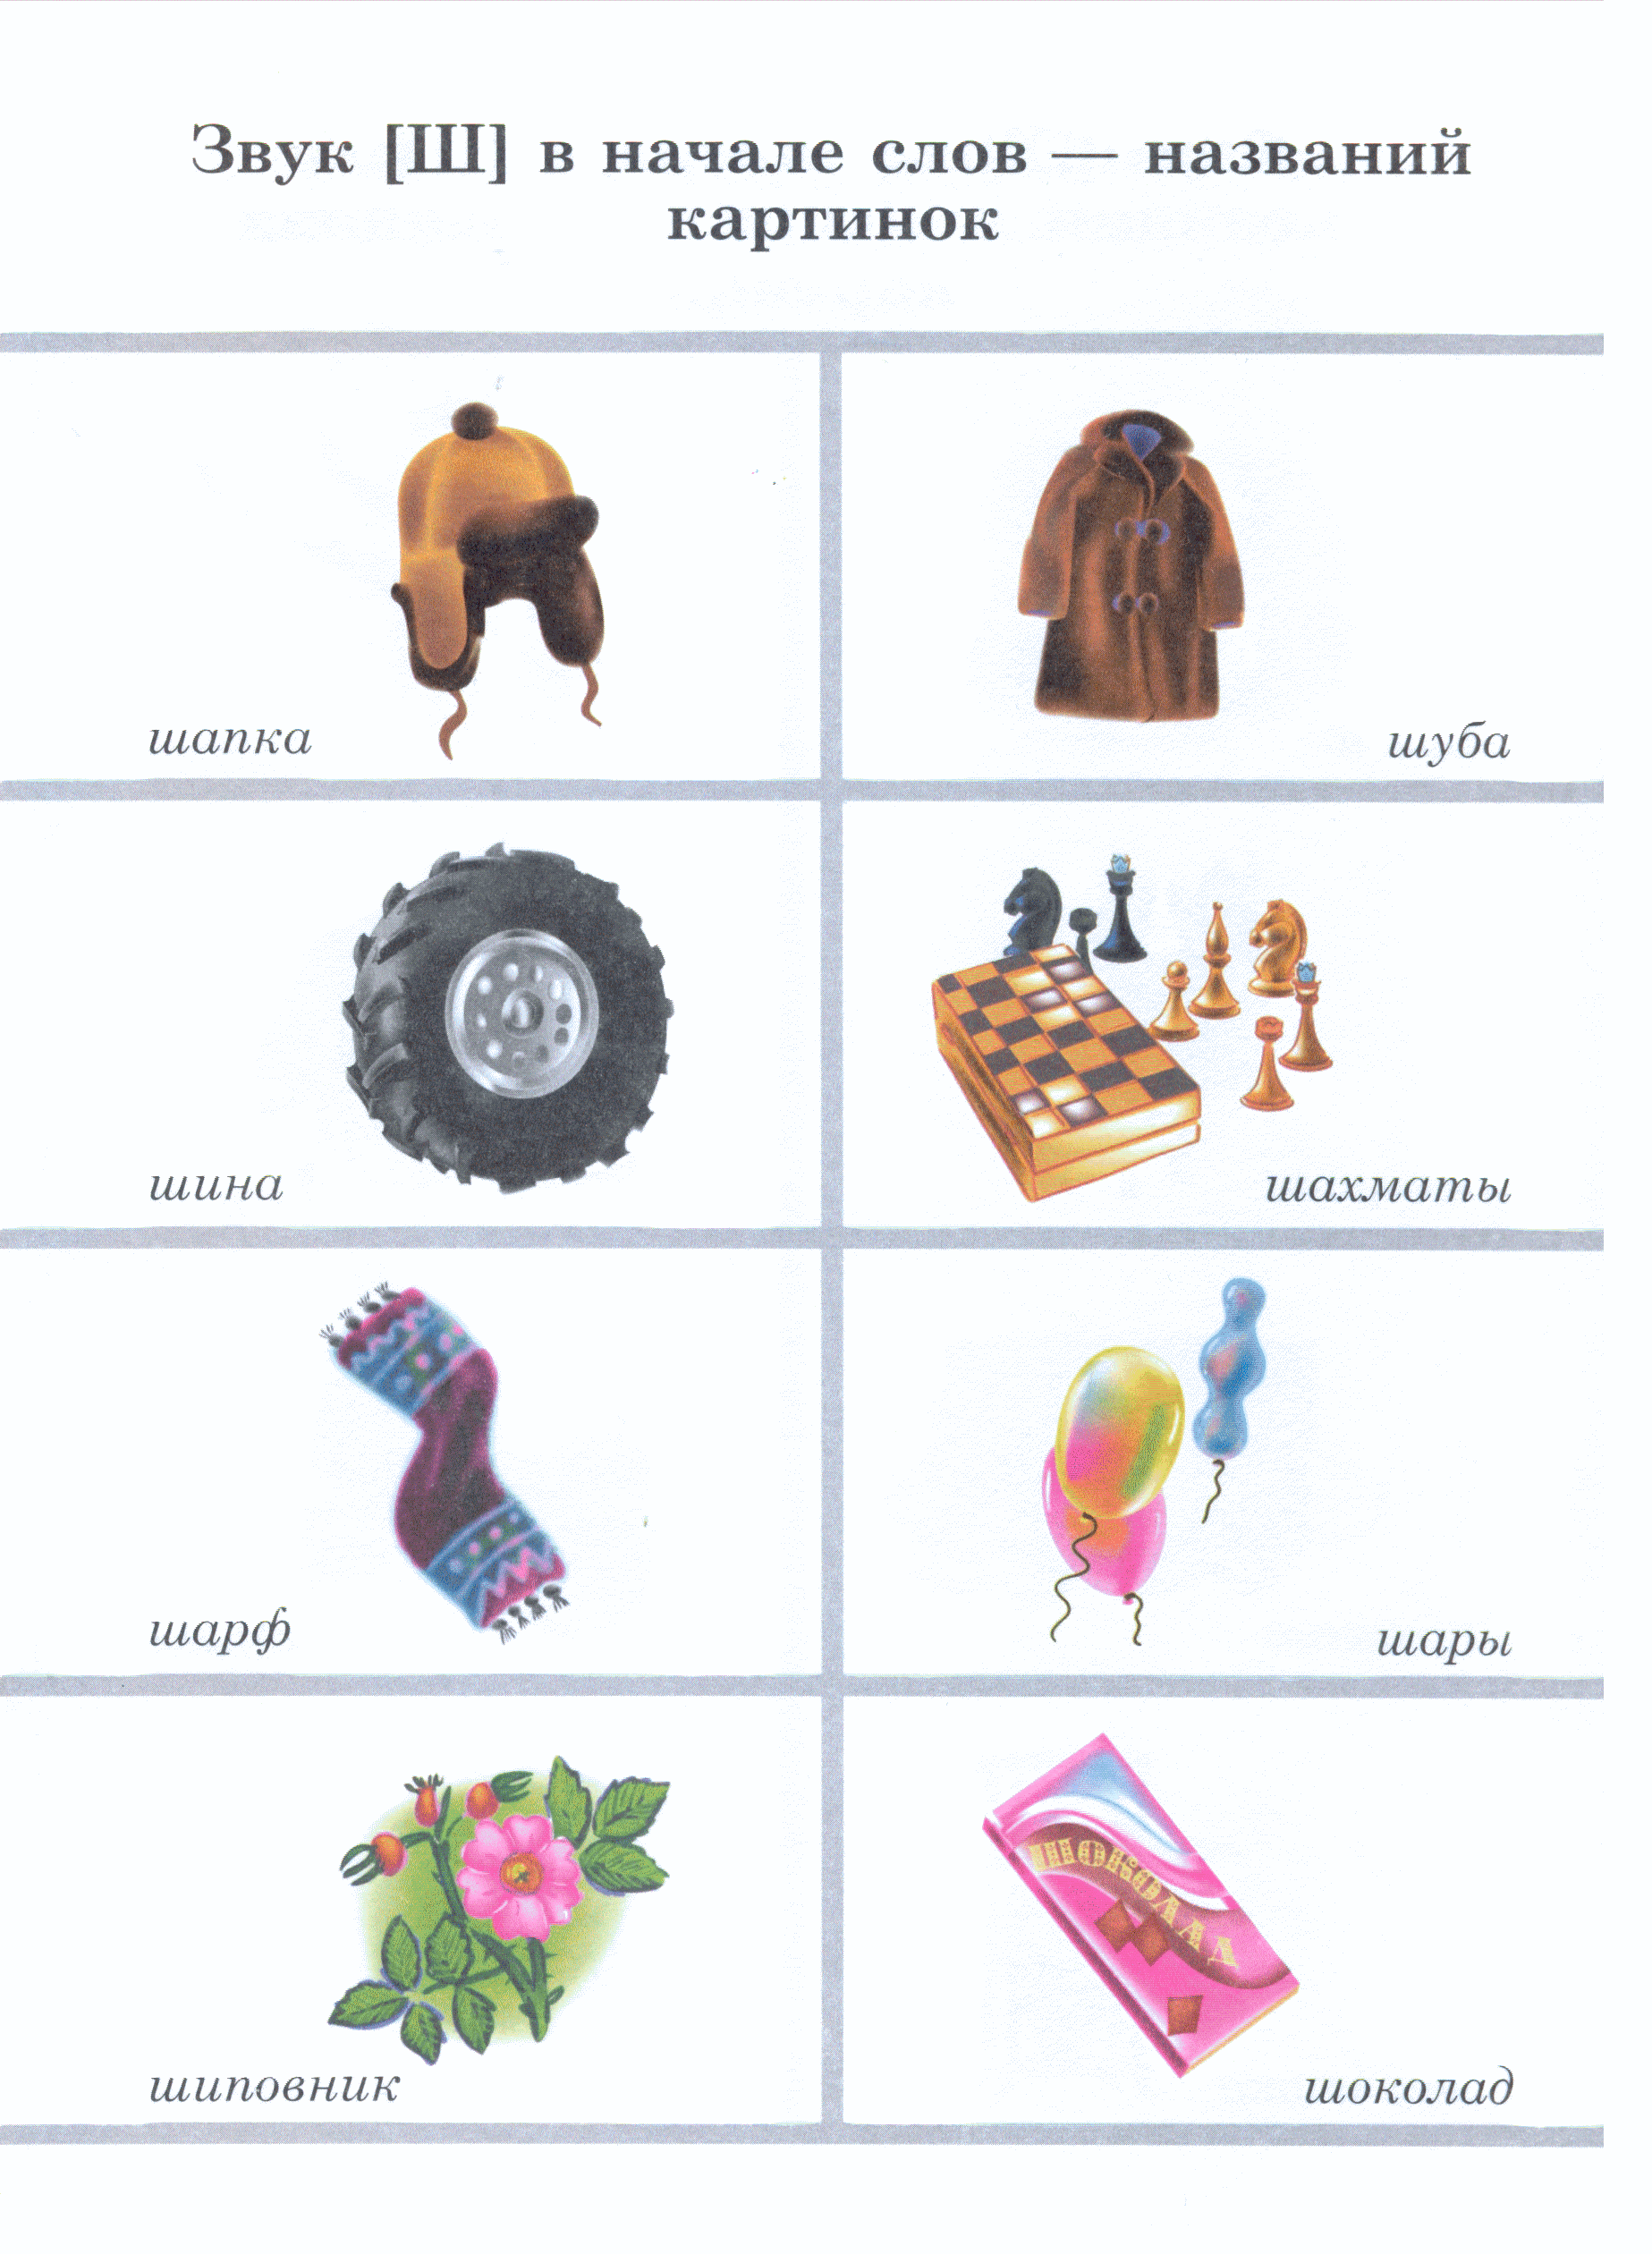 Звук [Ш] в начале слов — названий
картинок
шапка
шуба
шина
шахматы
шарф
шары
шиповник
ШОКОЛАД
шоколад